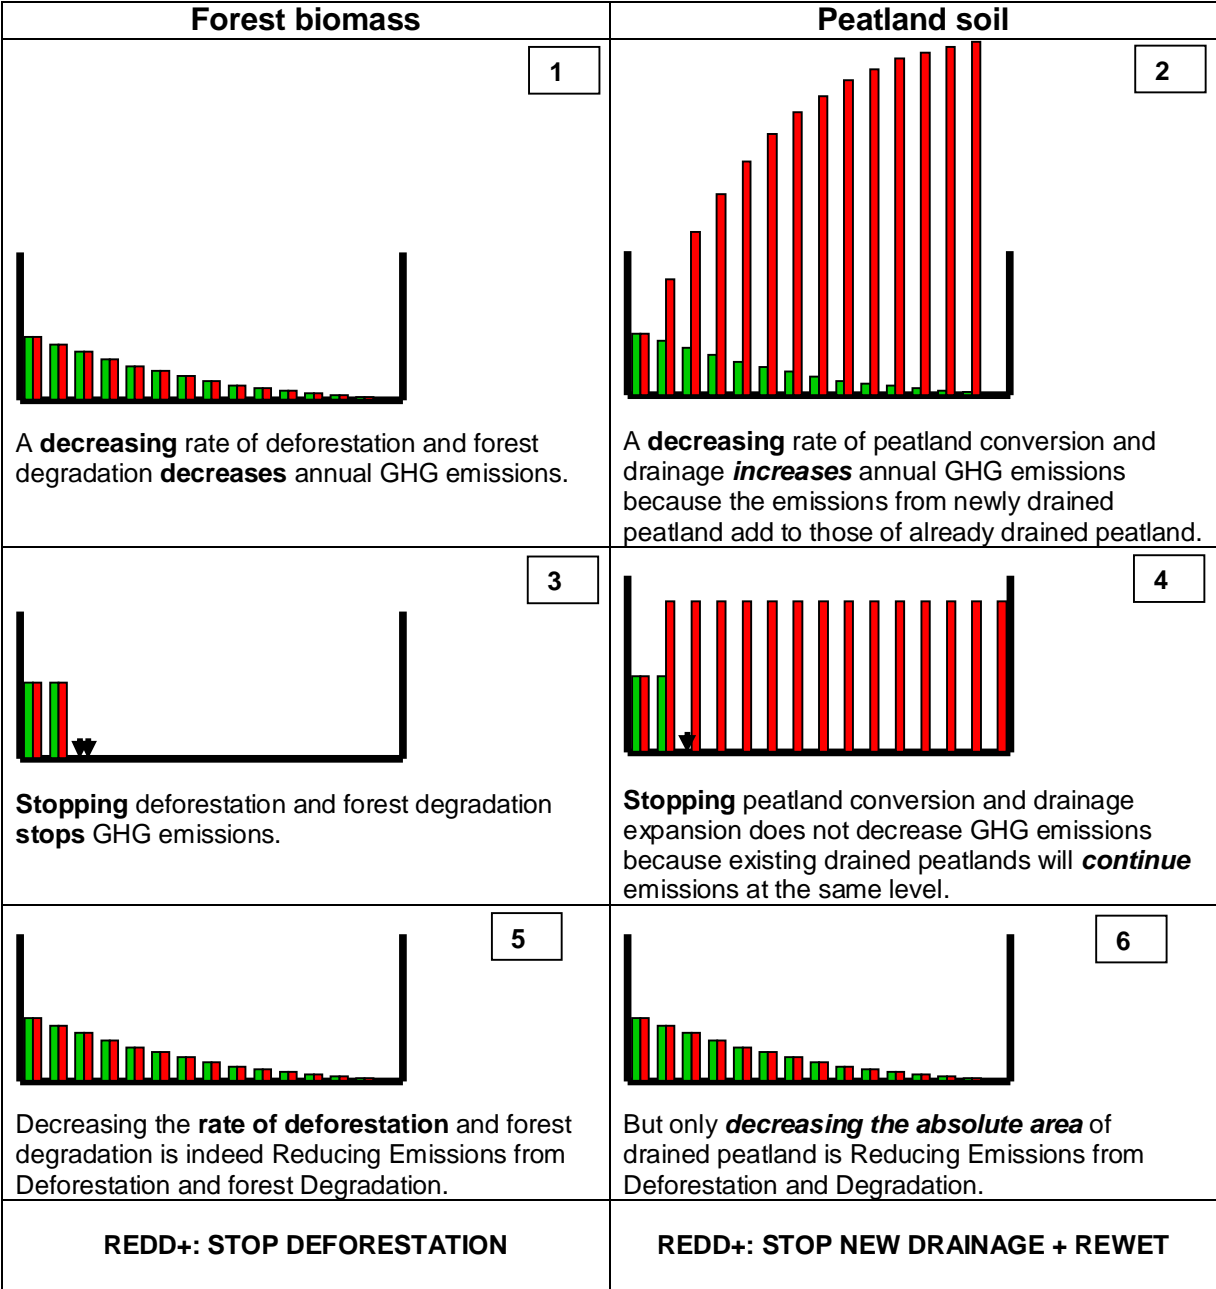 Forest biomass
Peatland soil
1
A decreasing rate of deforestation and forest
degradation decreases annual GHG emissions.
2
A decreasing rate of peatland conversion and
drainage increases annual GHG emissions
because the emissions from newly drained
peatland add to those of already drained peatland.
3
Stopping deforestation and forest degradation
stops GHG emissions.
4
Stopping peatland conversion and drainage
expansion does not decrease GHG emissions
because existing drained peatlands will continue
emissions at the same level.
5
Decreasing the rate of deforestation and forest
degradation is indeed Reducing Emissions from
Deforestation and forest Degradation.
6
But only decreasing the absolute area of
drained peatland is Reducing Emissions from
Deforestation and Degradation.
REDD+: STOP DEFORESTATION
REDD+: STOP NEW DRAINAGE + REWET